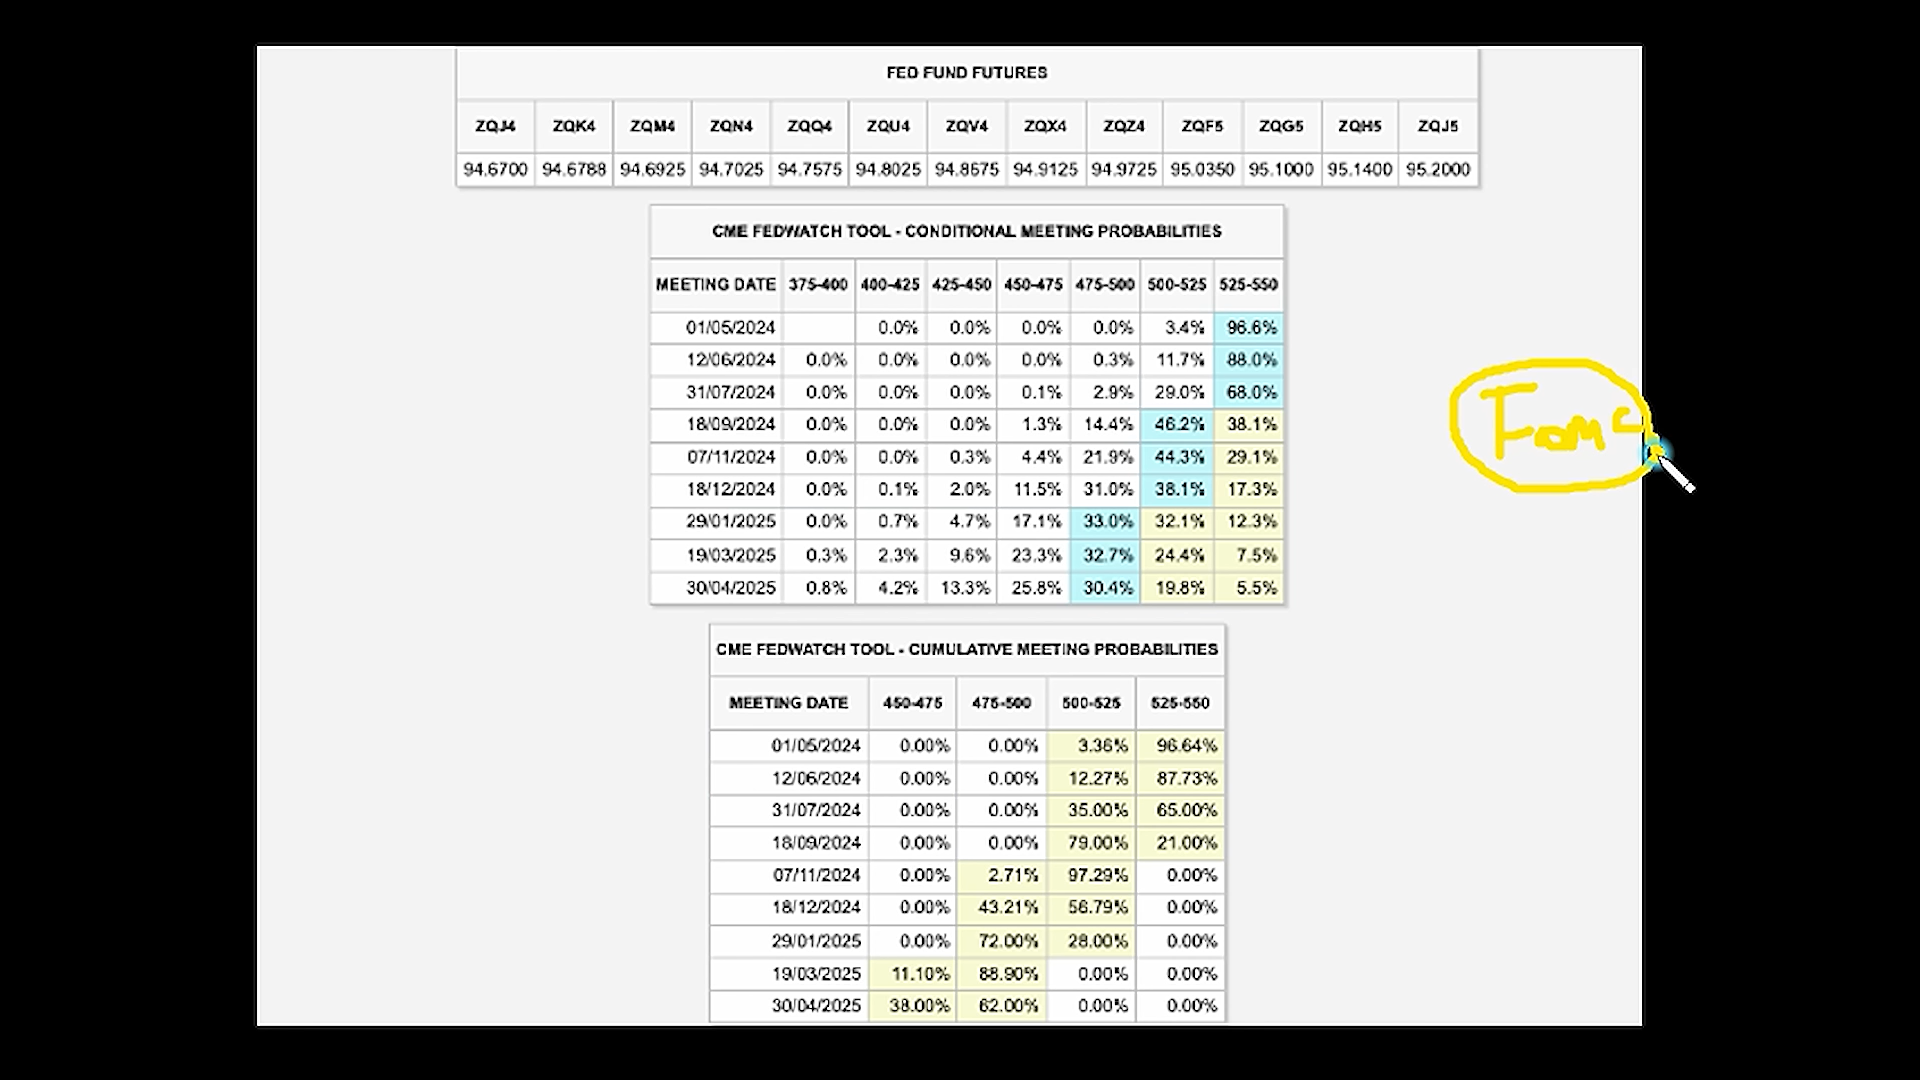 FED FUND FUTURES
ZQJ4 ZQK4 ZQM4 ZQN4 ZQQ4 ZQU4 ZQV4 ZQX4 ZQZ4 ZQF5 ZQG5 ZQH5 ZQJ5
94.6700 94.6788 94.6925 94.7025 94.7575 94.8025 94.8675 94.9125 94.9725 95.0350 95.1000 95.1400 95.2000
CME FEDWATCH TOOL - CONDITIONAL MEETING PROBABILITIES
MEETING DATE 375-400 400-425 425-450 450-475 475-500 500-525 525-550
01/05/2024 0.0% 0.0% 0.0% 0.0% 3.4% 96.6%
12/06/2024 0.0% 0.0% 0.0% 0.0% 0.3% 11.7% 88.0%
31/07/2024 0.0% 0.0% 0.0% 0.1% 2.9% 29.0% 68.0%
18/09/2024 0.0% 0.0% 0.0% 1.3% 14.4% 46.2% 38.1%
07/11/2024 0.0% 0.0% 0.3% 4.4% 21.9% 44.3% 29.1%
18/12/2024 0.0% 0.1% 2.0% 11.5% 31.0% 38.1% 17.3%
29/01/2025 0.0% 0.7% 4.7% 17.1% 33.0% 32.1% 12.3%
19/03/2025 0.3% 2.3% 9.6% 23.3% 32.7% 24.4% 7.5%
30/04/2025 0.8% 4.2% 13.3% 25.8% 30.4% 19.8% 5.5%
FOMC
CME FEDWATCH TOOL - CUMULATIVE MEETING PROBABILITIES
MEETING DATE 450-475 475-500 500-525 525-550
01/05/2024 0.00% 0.00% 3.36% 96.64%
12/06/2024 0.00% 0.00% 12.27% 87.73%
31/07/2024 0.00% 0.00% 35.00% 65.00%
18/09/2024 0.00% 0.00% 79.00% 21.00%
07/11/2024 0.00% 2.71% 97.29% 0.00%
18/12/2024 0.00% 43.21% 56.79% 0.00%
29/01/2025 0.00% 72.00% 28.00% 0.00%
19/03/2025 11.10% 88.90% 0.00% 0.00%
30/04/2025 38.00% 62.00% 0.00% 0.00%